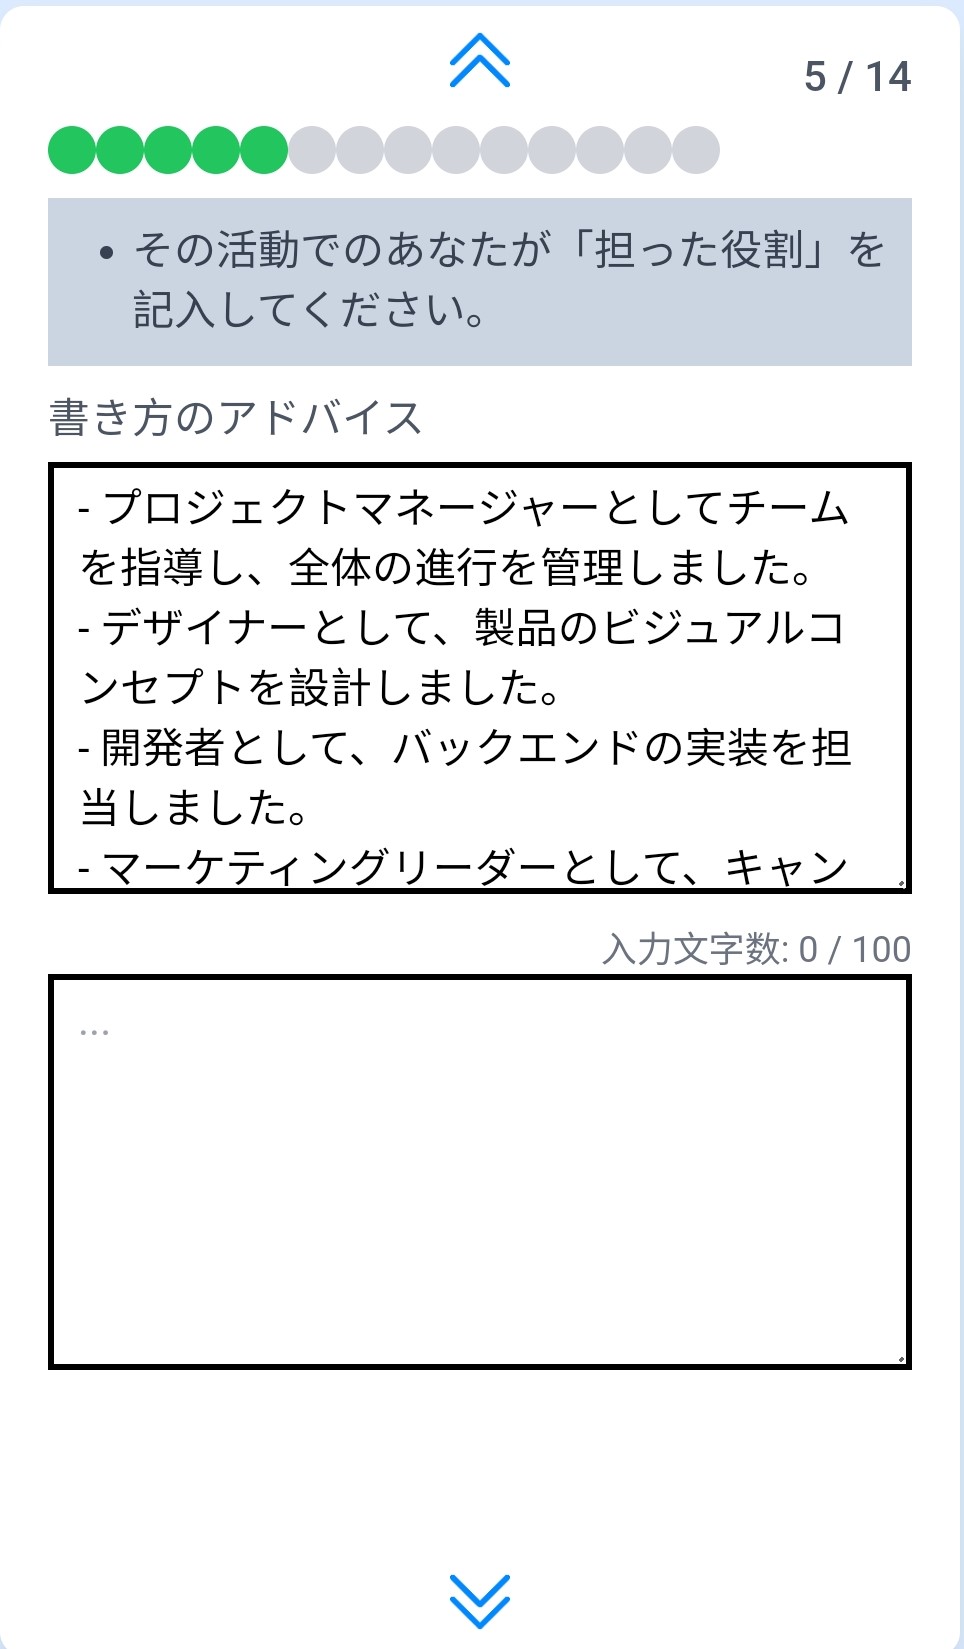 5 / 14
• その活動でのあなたが「担った役割」を
記入してください。
書き方のアドバイス
- プロジェクトマネージャーとしてチーム
を指導し、全体の進行を管理しました。
- デザイナーとして、製品のビジュアルコ
ンセプトを設計しました。
- 開発者として、バックエンドの実装を担
当しました。
- マーケティングリーダーとして、キャン
入力文字数: 0 / 100
...